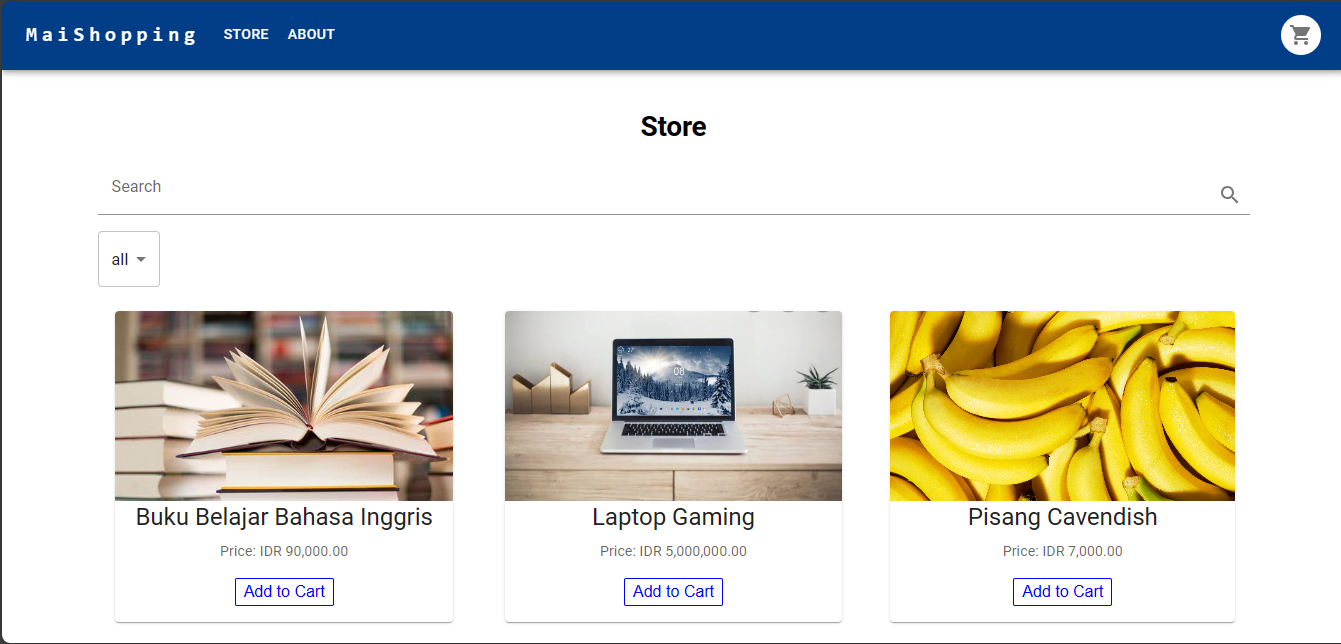 MaiShopping STORE ABOUT
Store
Search
all
08
Buku Belajar Bahasa Inggris Laptop Gaming Pisang Cavendish
Price: IDR 90,000.00 Price: IDR 5,000,000.00 Price: IDR 7,000.00
Add to Cart Add to Cart Add to Cart